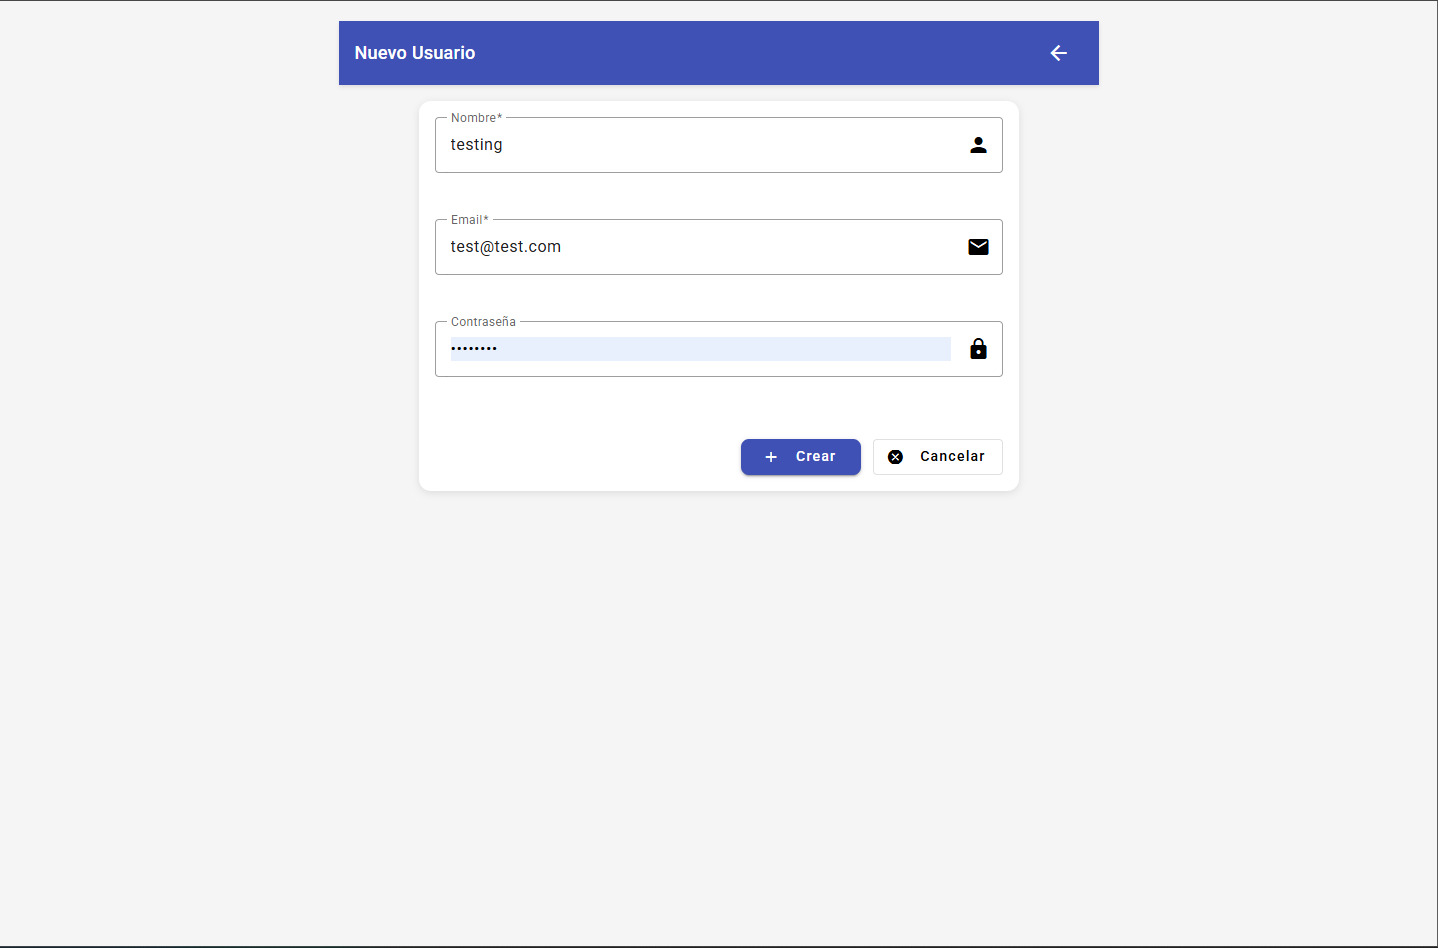 Nuevo Usuario
Nombre*
testing
Email*
test@test.com
Contraseña
••••••••
Crear
Cancelar